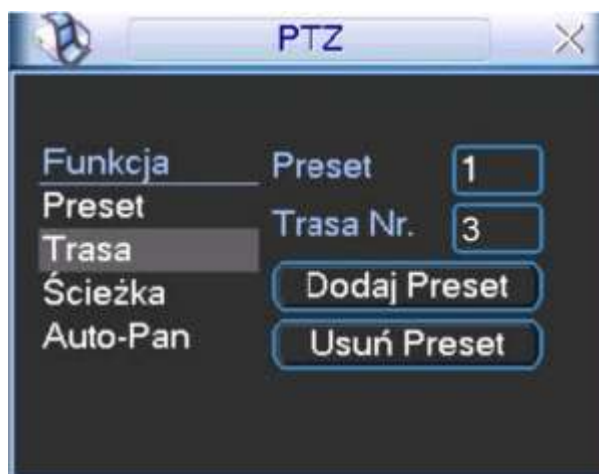 PTZ
Funkcja
Preset
Trasa
Ścieżka
Auto-Pan
Preset 1
Trasa Nr. 3
Dodaj Preset
Usuń Preset